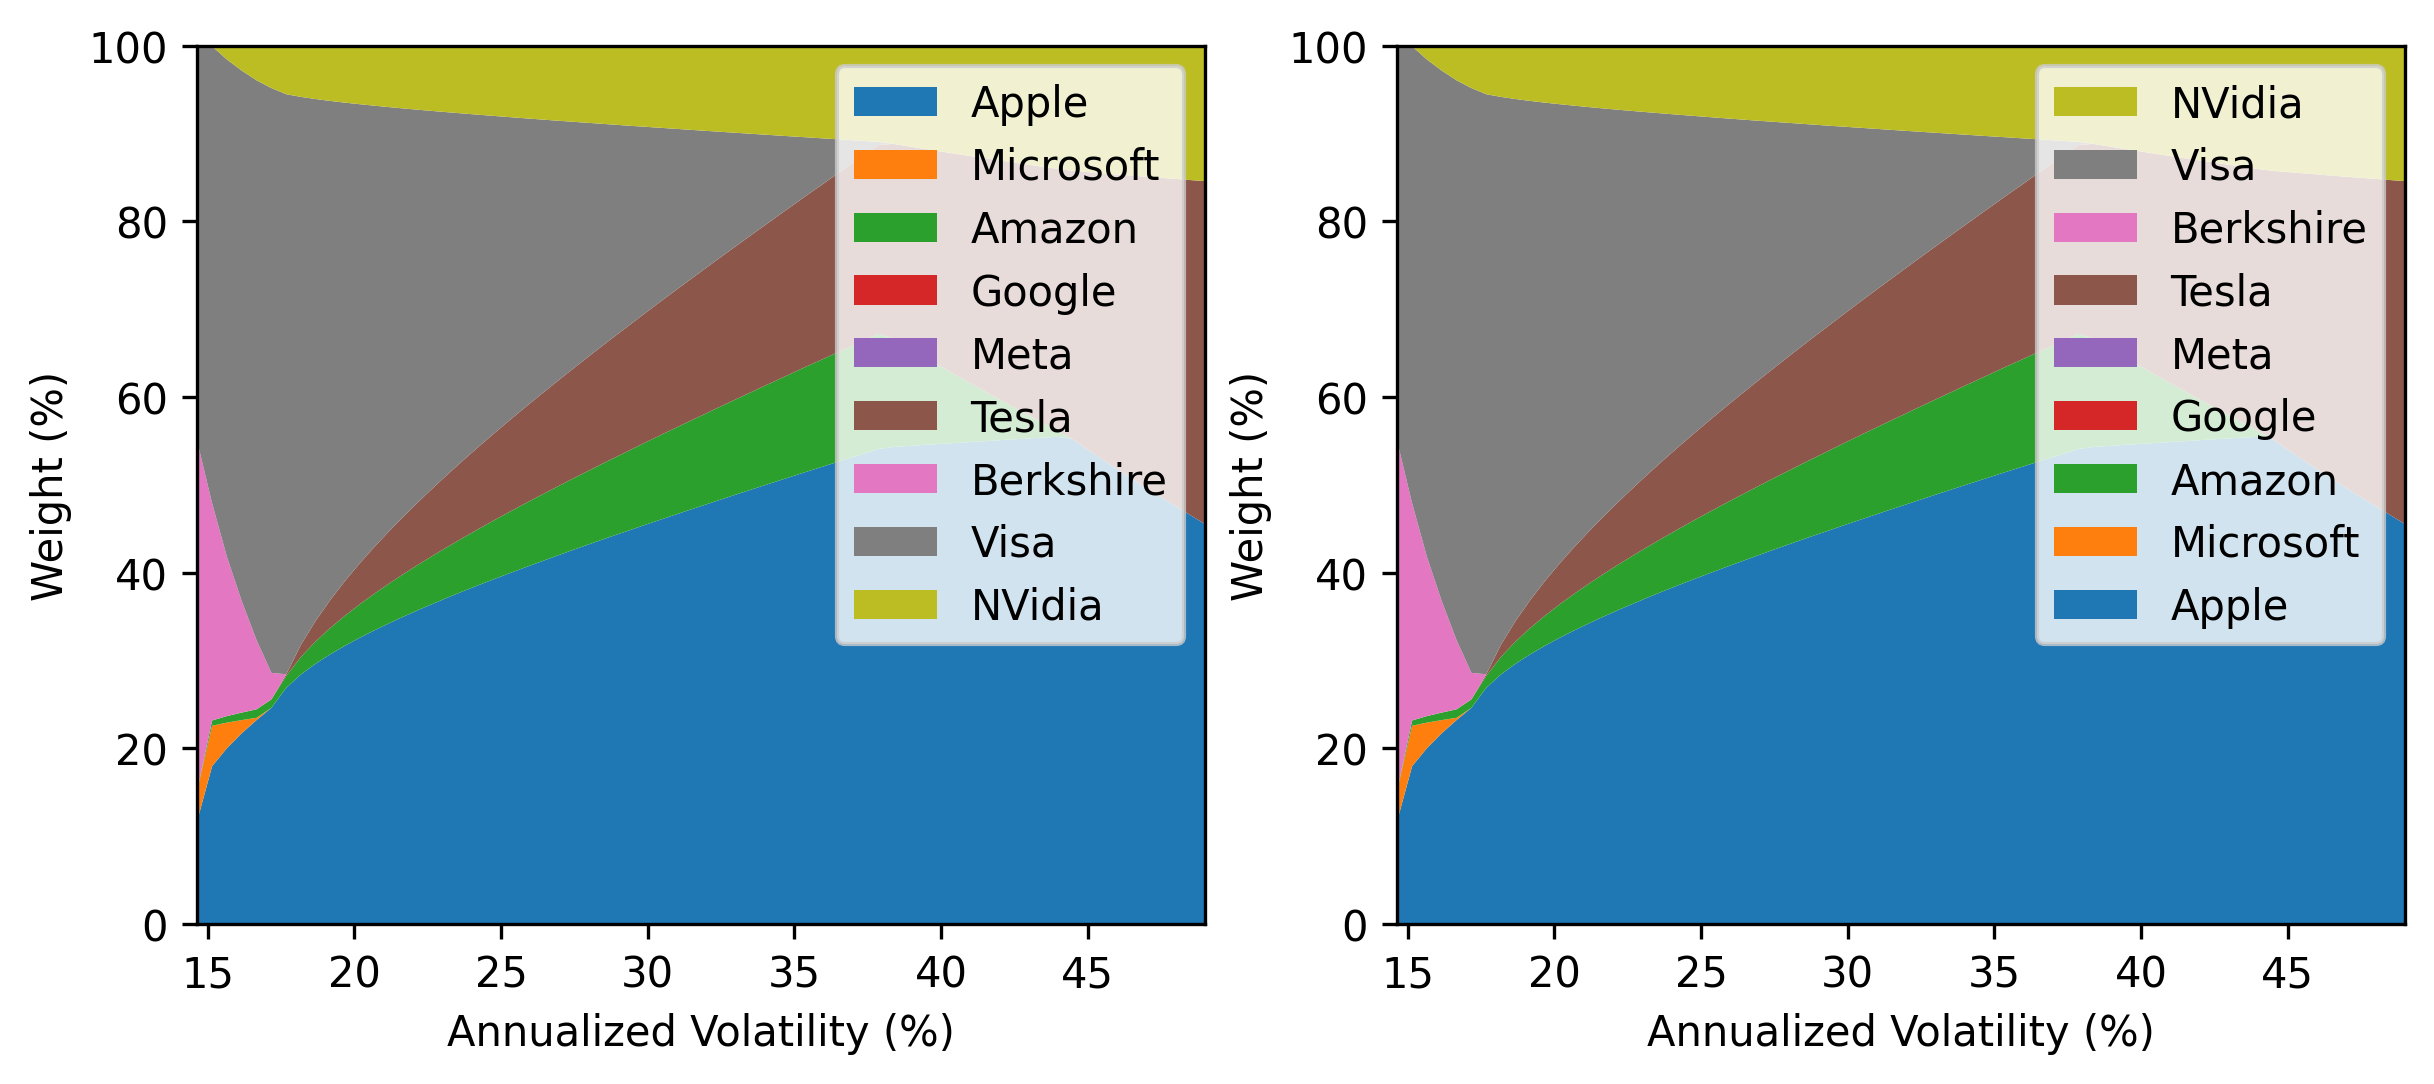 100
80
60
40
20
0
Weight (%)
15 20 25 30 35 40 45
Annualized Volatility (%)
Apple
Microsoft
Amazon
Google
Meta
Tesla
Berkshire
Visa
NVidia
100
80
60
40
20
0
Weight (%)
15 20 25 30 35 40 45
Annualized Volatility (%)
NVidia
Visa
Berkshire
Tesla
Meta
Google
Amazon
Microsoft
Apple